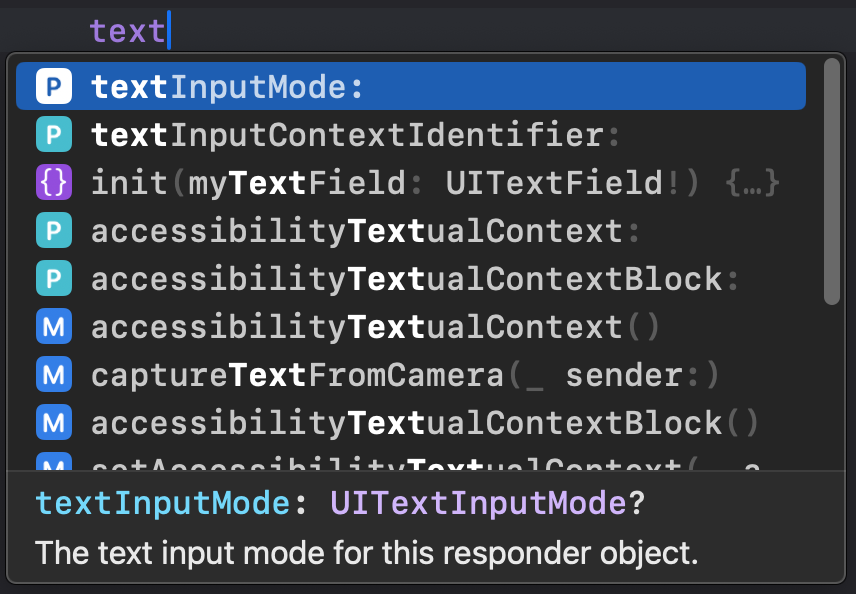 text
P textInputMode:
P textInputContextIdentifier:
{} init(myTextField: UITextField!) {…}
P accessibilityTextualContext:
P accessibilityTextualContextBlock:
M accessibilityTextualContext()
M captureTextFromCamera(_ sender:)
M accessibilityTextualContextBlock()
M setAccessibilityTextualContext(_ a
textInputMode: UITextInputMode?
The text input mode for this responder object.